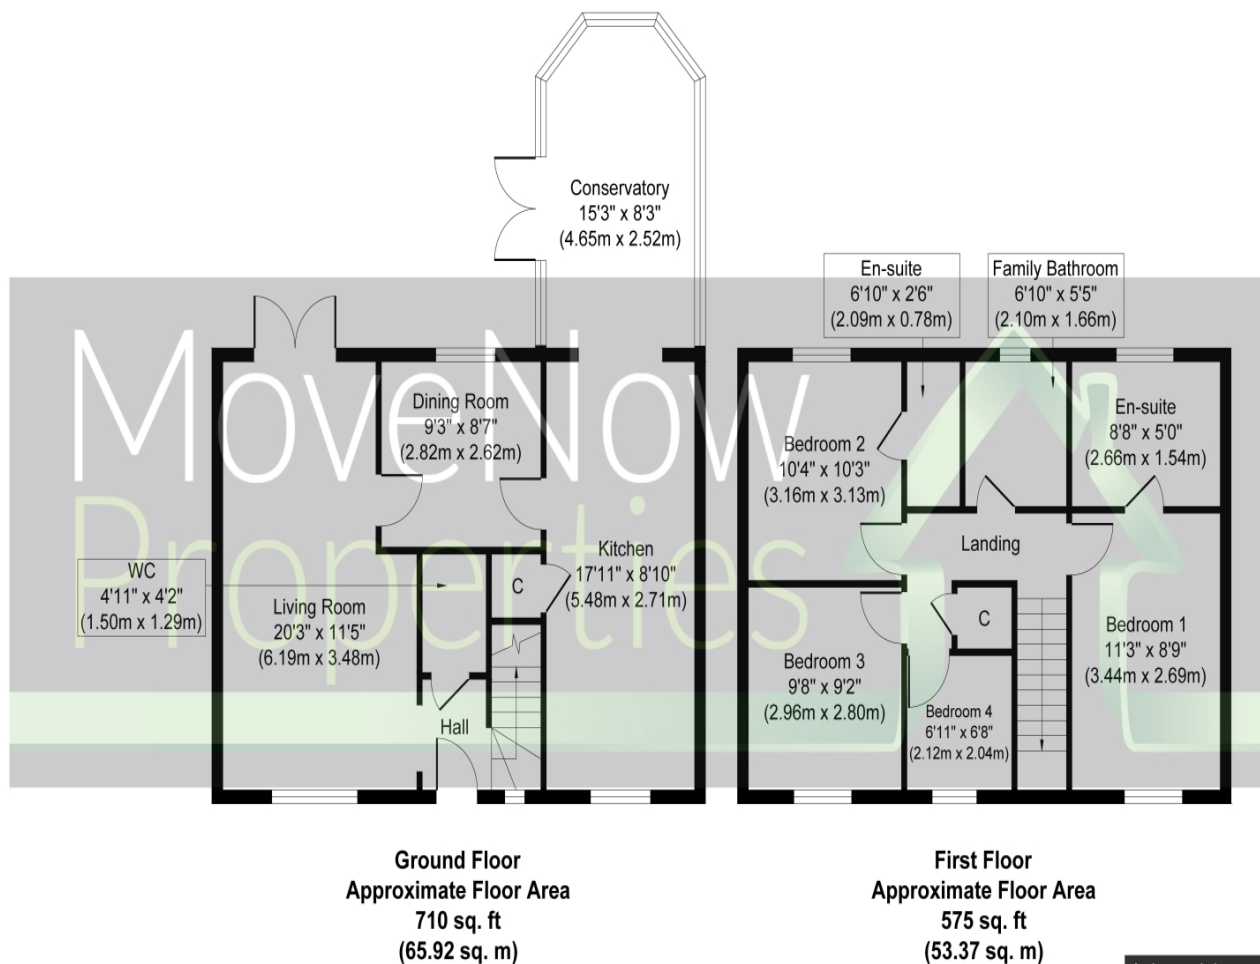 Conservatory
15'3" x 8'3"
(4.65m x 2.52m)
En-suite
6'10" x 2'6"
(2.09m x 0.78m)
Family Bathroom
6'10" x 5'5"
(2.10m x 1.66m)
MoveNow
Properties
Dining Room
9'3" x 8'7"
(2.82m x 2.62m)
Kitchen
17'11" x 8'10"
(5.48m x 2.71m)
C
WC
4'11" x 4'2"
(1.50m x 1.29m)
Living Room
20'3" x 11'5"
(6.19m x 3.48m)
Hall
Bedroom 2
10'4" x 10'3"
(3.16m x 3.13m)
En-suite
8'8" x 5'0"
(2.66m x 1.54m)
Landing
C
Bedroom 1
11'3" x 8'9"
(3.44m x 2.69m)
Bedroom 3
9'8" x 9'2"
(2.96m x 2.80m)
Bedroom 4
6'11" x 6'8"
(2.12m x 2.04m)
Ground Floor
Approximate Floor Area
710 sq. ft
(65.92 sq. m)
First Floor
Approximate Floor Area
575 sq. ft
(53.37 sq. m)